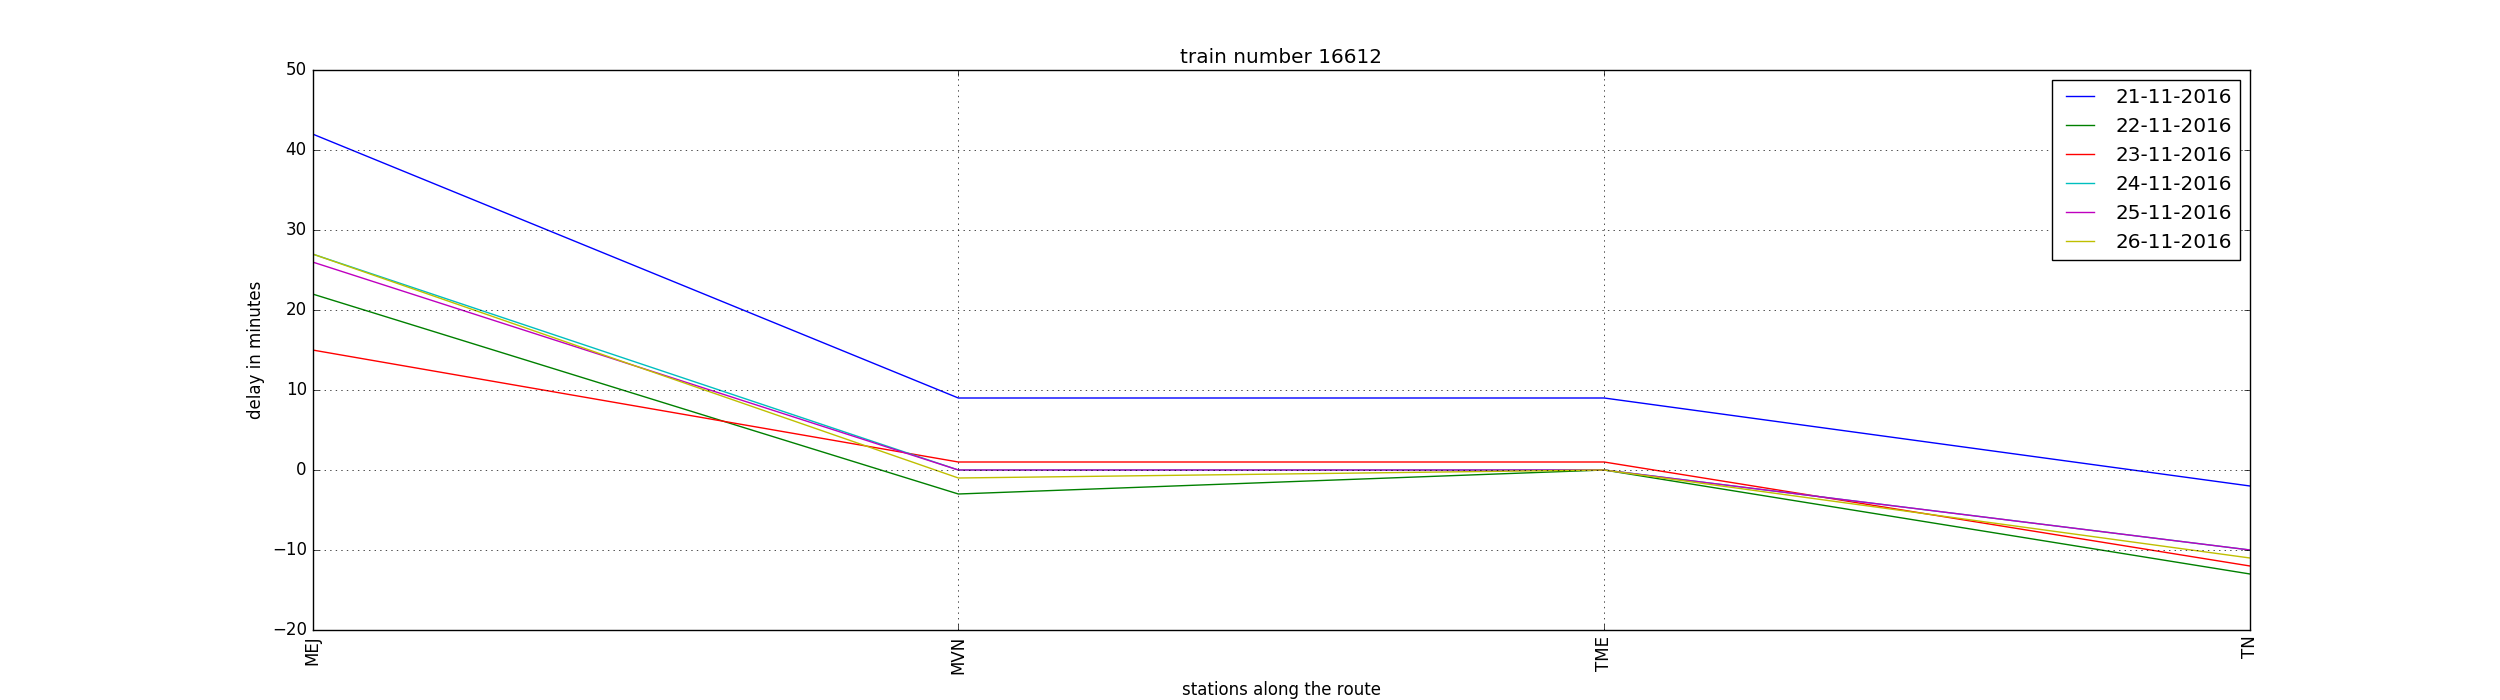 train number 16612
50
40
30
20
10
0
−10
−20
delay in minutes
21-11-2016
22-11-2016
23-11-2016
24-11-2016
25-11-2016
26-11-2016
MEJ
MVN
TME
TN
stations along the route